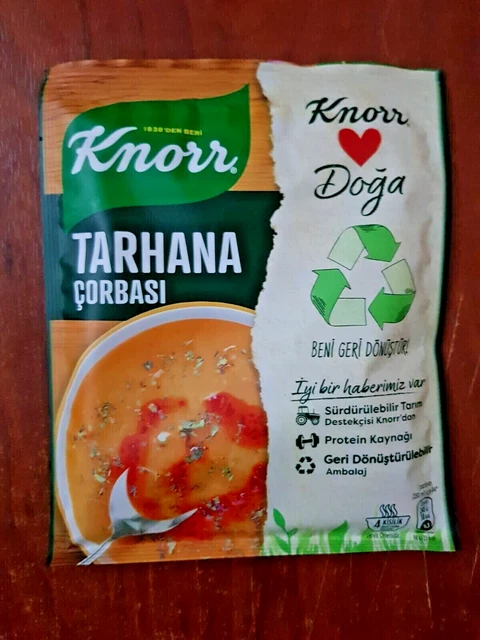 1838'DEN BERİ
Knorr
TARHANA
ÇORBASI
Knorr
Doğa
BENİ GERİ DÖNÜŞTÜR!
İyi bir haberimiz var
Sürdürülebilir Tarım
Destekçisi Knorr'dan
Protein Kaynağı
Geri Dönüştürülebilir
Ambalaj
4 KİŞİLİK